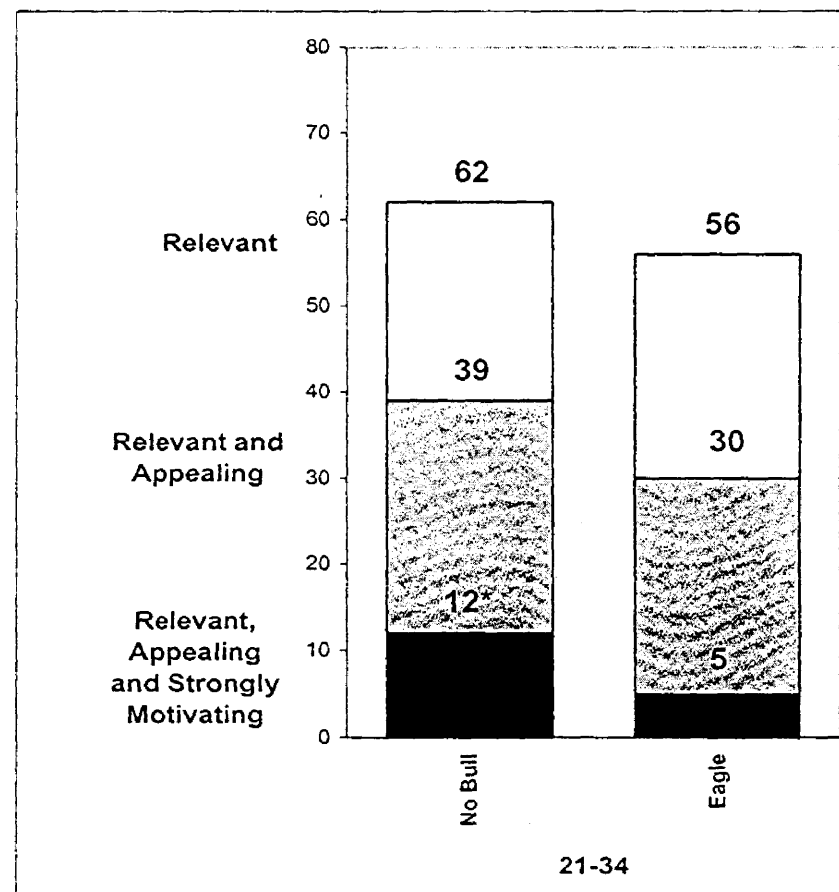 80
70
62
60
56
Relevant
50
39
40
Relevant and
Appealing
30
30
20
12*
Relevant,
Appealing
and Strongly
Motivating
10
5
0
No Bull
Eagle
21-34